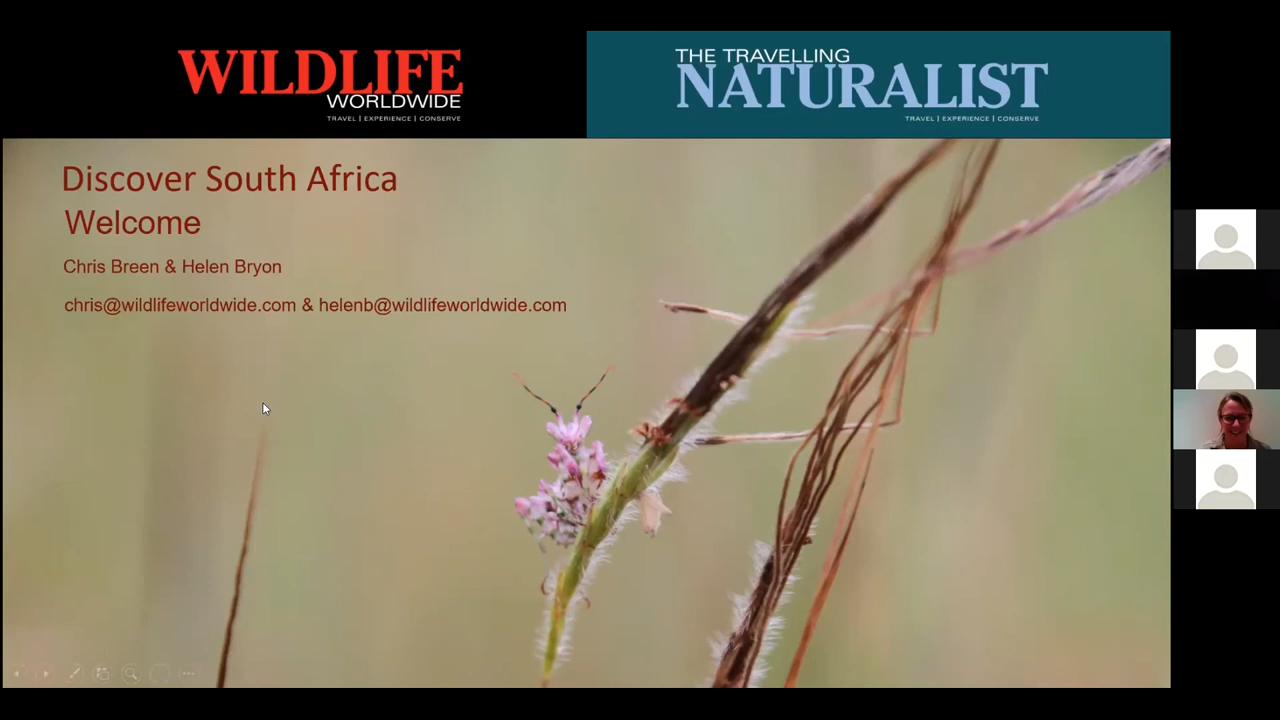 WILDLIFE
WORLDWIDE
TRAVEL | EXPERIENCE | CONSERVE
THE TRAVELLING
NATURALIST
TRAVEL | EXPERIENCE | CONSERVE
Discover South Africa
Welcome
Chris Breen & Helen Bryon
chris@wildlifeworldwide.com & helenb@wildlifeworldwide.com